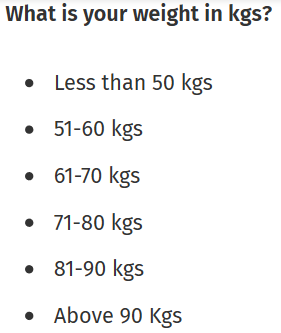 What is your weight in kgs?
Less than 50 kgs
51-60 kgs
61-70 kgs
71-80 kgs
81-90 kgs
Above 90 Kgs